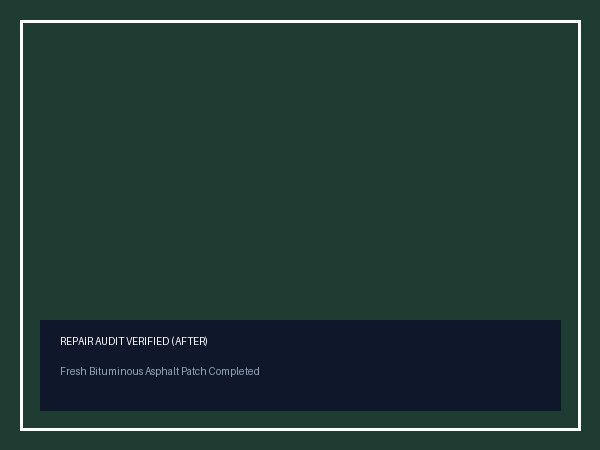 REPAIR AUDIT VERIFIED (AFTER)
Fresh Bituminous Asphalt Patch Completed